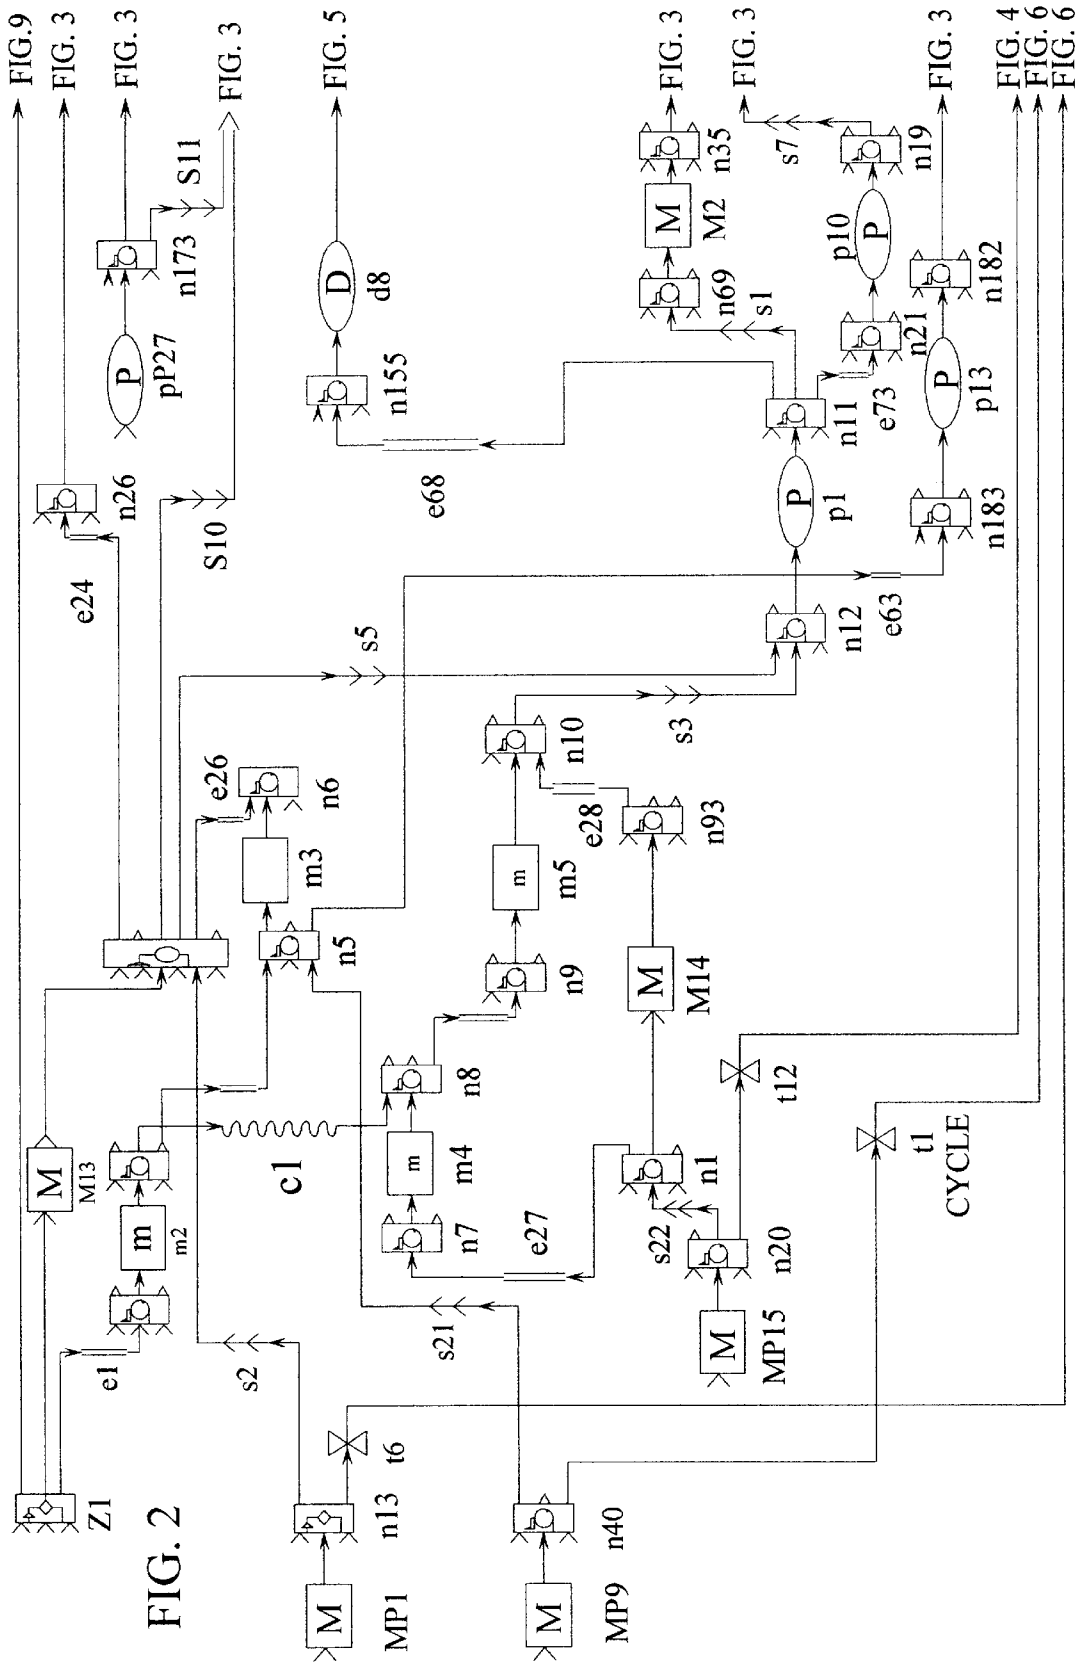 FIG.9
FIG. 3
FIG. 3
FIG. 3
FIG. 5
FIG. 3
FIG. 3
FIG. 3
FIG. 4
FIG. 6
FIG. 6
S11
n173
P
pP27
n26
e24
S10
D
d8
n155
e68
n35
M
M2
n69
s1
s7
n19
p10
P
n21
e73
n11
n182
P
p13
n183
P
p1
n12
e63
s5
s3
n10
e26
n6
m3
n5
e28
n93
m
m5
n9
M
M14
M
M13
m
m2
c1
n8
m
m4
n7
e27
n1
s22
n20
t12
t1
CYCLE
M
MP15
e1
s2
s21
Z1
t6
n13
M
MP1
n40
M
MP9
FIG. 2